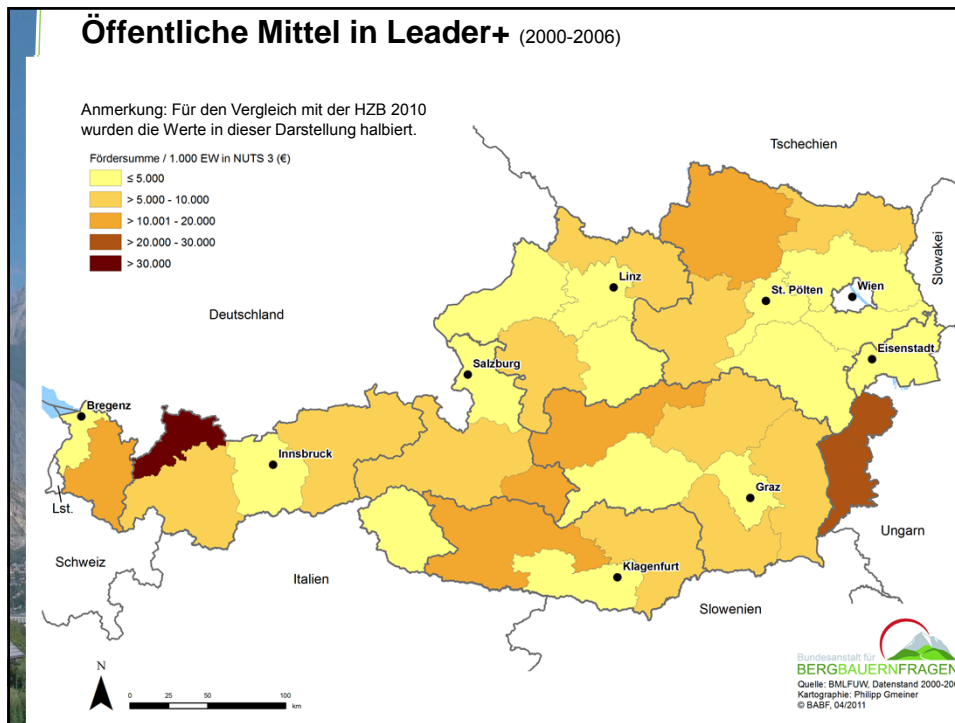 Öffentliche Mittel in Leader+ (2000-2006)
Anmerkung: Für den Vergleich mit der HZB 2010
wurden die Werte in dieser Darstellung halbiert.
Fördersumme / 1.000 EW in NUTS 3 (€)
≤ 5.000
> 5.000 - 10.000
> 10.001 - 20.000
> 20.000 - 30.000
> 30.000
Tschechien
Slowakei
Deutschland
Linz
St. Pölten
Wien
Eisenstadt
Salzburg
Bregenz
Innsbruck
Lst.
Graz
Ungarn
Schweiz
Italien
Klagenfurt
Slowenien
N
0 25 50 100
km
Bundesanstalt für
BERGBAUERNFRAGEN
Quelle: BMLFUW, Datenstand 2000-200
Kartographie: Philipp Gmeiner
© BABF, 04/2011